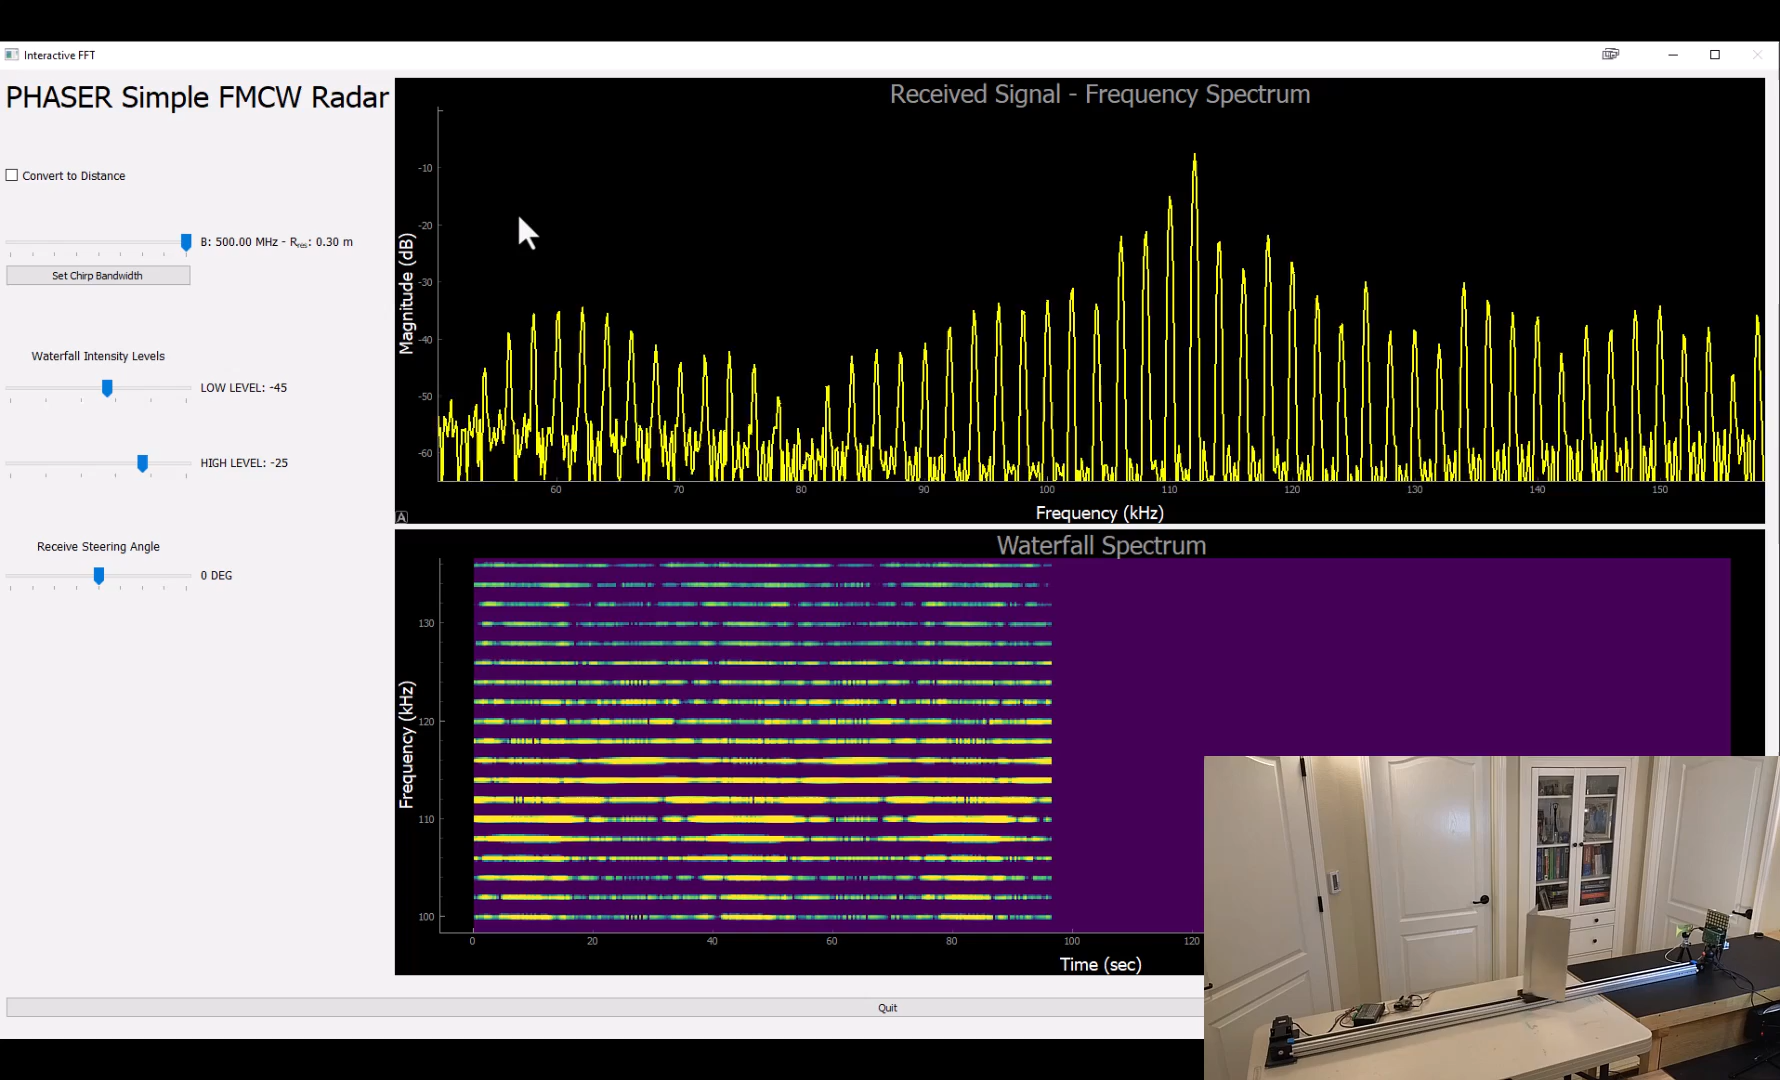 Interactive FFT
PHASER Simple FMCW Radar
Convert to Distance
B: 500.00 MHz - Rres: 0.30 m
Set Chirp Bandwidth
Waterfall Intensity Levels
LOW LEVEL: -45
HIGH LEVEL: -25
Receive Steering Angle
0 DEG
Received Signal - Frequency Spectrum
Magnitude (dB)
-10
-20
-30
-40
-50
-60
60 70 80 90 100 110 120 130 140 150
A
Frequency (kHz)
Waterfall Spectrum
Frequency (kHz)
130
120
110
100
0 20 40 60 80 100 120
Time (sec)
Quit